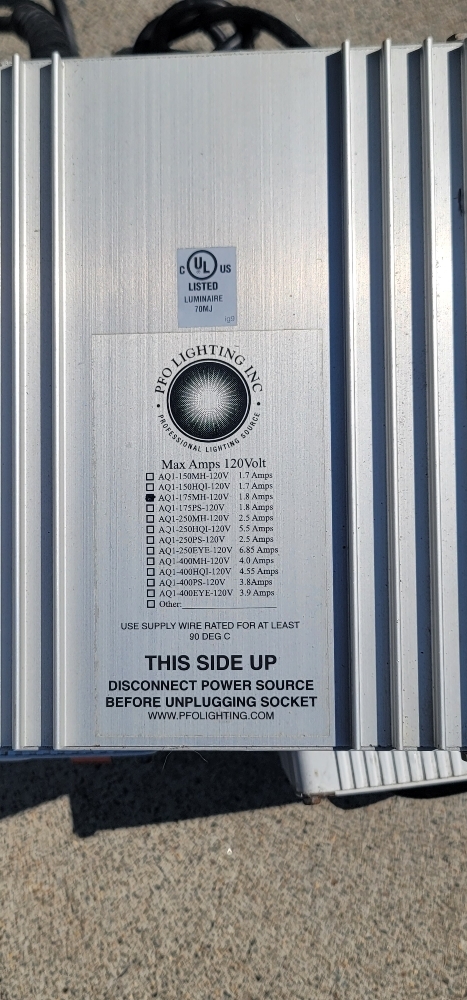 C UL US
LISTED
LUMINAIRE
70MJ
PFO LIGHTING INC
• PROFESSIONAL LIGHTING SOURCE •
Max Amps 120Volt
AQ1-150MH-120V 1.7 Amps
AQ1-150HQI-120V 1.7 Amps
AQ1-175MH-120V 1.8 Amps
AQ1-175PS-120V 1.8 Amps
AQ1-250MH-120V 2.5 Amps
AQ1-250HQI-120V 5.5 Amps
AQ1-250PS-120V 2.5 Amps
AQ1-250EYE-120V 6.85 Amps
AQ1-400MH-120V 4.0 Amps
AQ1-400HQI-120V 4.55 Amps
AQ1-400PS-120V 3.8Amps
AQ1-400EYE-120V 3.9 Amps
Other:
USE SUPPLY WIRE RATED FOR AT LEAST
90 DEG C
THIS SIDE UP
DISCONNECT POWER SOURCE
BEFORE UNPLUGGING SOCKET
WWW.PFOLIGHTING.COM